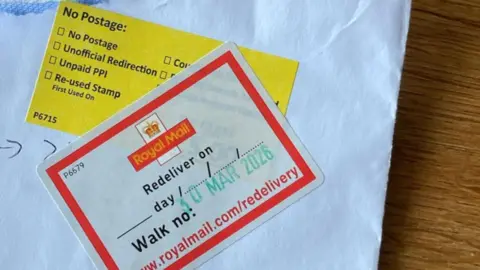 No Postage:
☐ No Postage
☐ Unofficial Redirection
☐ Unpaid PPI
☐ Re-used Stamp
First Used On
P6715
P6679
Royal Mail
Redeliver on
day / / /
30 MAR 2026
Walk no:
www.royalmail.com/redelivery